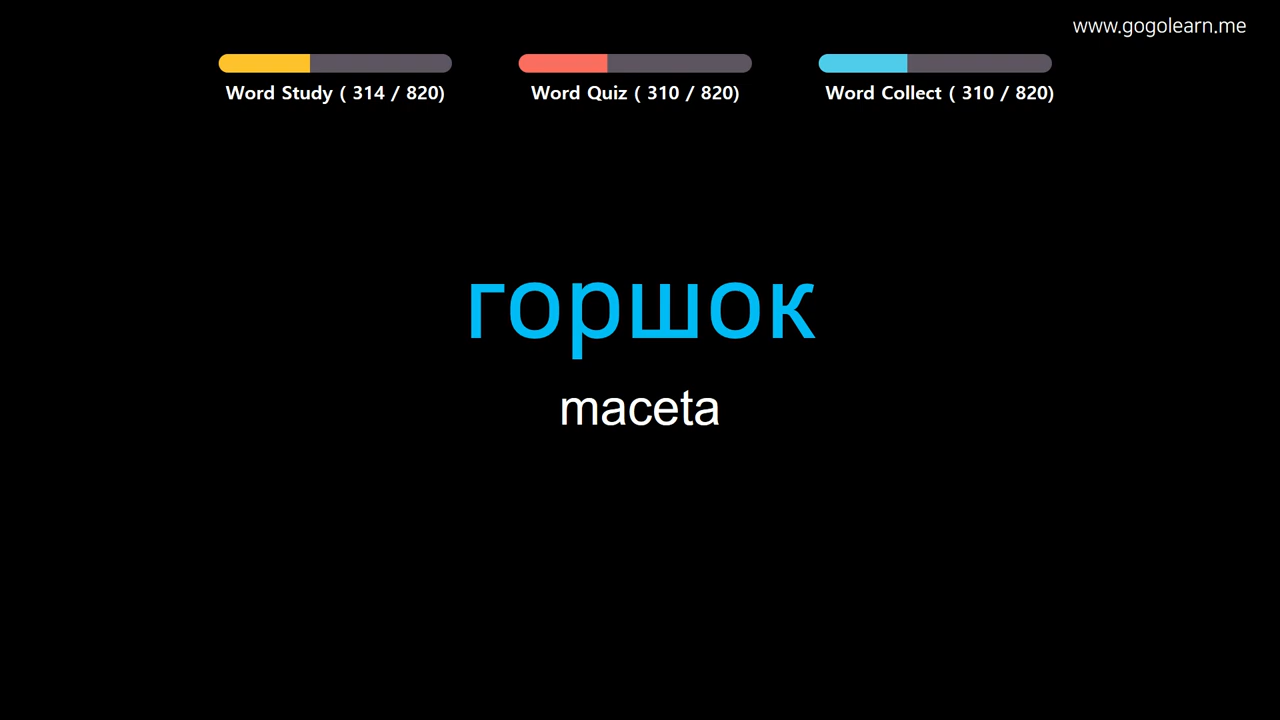 www.gogolearn.me
Word Study ( 314 / 820)
Word Quiz ( 310 / 820)
Word Collect ( 310 / 820)
горшок
maceta